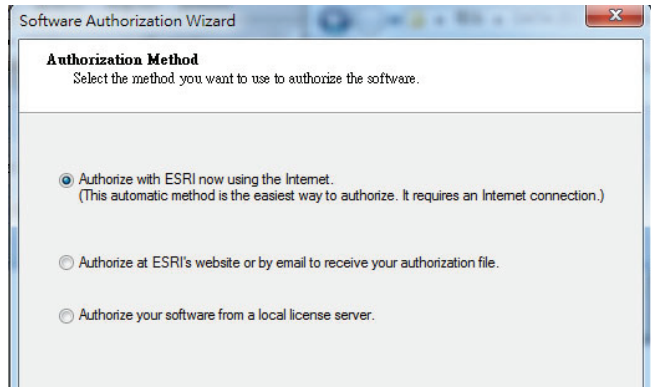 Software Authorization Wizard
Authorization Method
Select the method you want to use to authorize the software.
Authorize with ESRI now using the Internet.
(This automatic method is the easiest way to authorize. It requires an Internet connection.)
Authorize at ESRI's website or by email to receive your authorization file.
Authorize your software from a local license server.